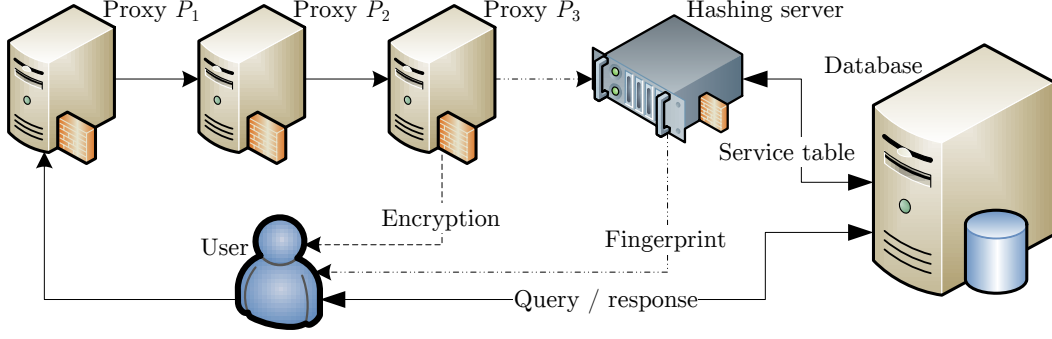 Proxy P₁
Proxy P₂
Proxy P₃
Hashing server
Database
Service table
Encryption
User
Fingerprint
Query / response